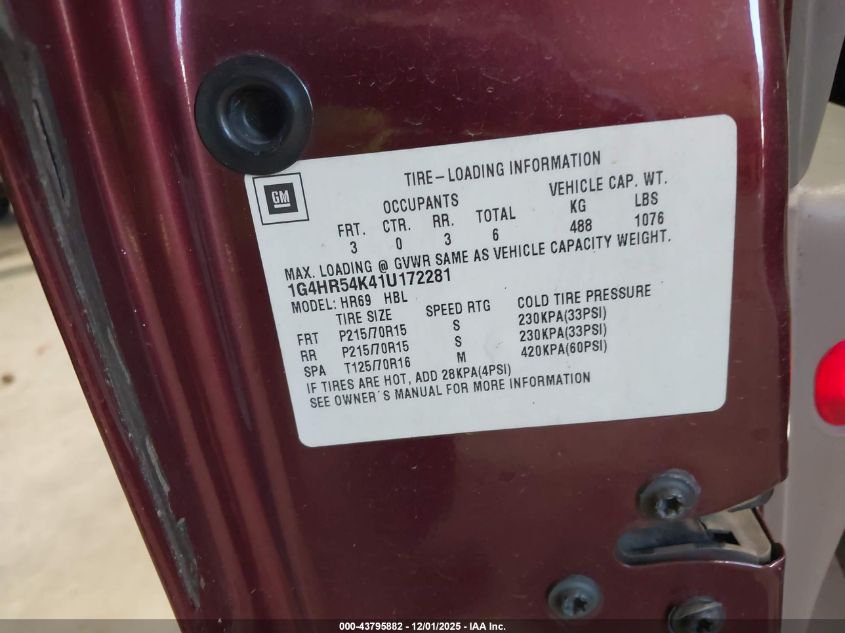 GM
TIRE-LOADING INFORMATION
OCCUPANTS VEHICLE CAP. WT.
FRT. CTR. RR. TOTAL KG LBS
3 0 3 6 488 1076
MAX. LOADING @ GVWR SAME AS VEHICLE CAPACITY WEIGHT.
1G4HR54K41U172281
MODEL: HR69 HBL
TIRE SIZE SPEED RTG COLD TIRE PRESSURE
FRT P215/70R15 S 230KPA(33PSI)
RR P215/70R15 S 230KPA(33PSI)
SPA T125/70R16 M 420KPA(60PSI)
IF TIRES ARE HOT, ADD 28KPA(4PSI)
SEE OWNER'S MANUAL FOR MORE INFORMATION
000-43795882 - 12/01/2025 - IAA Inc.